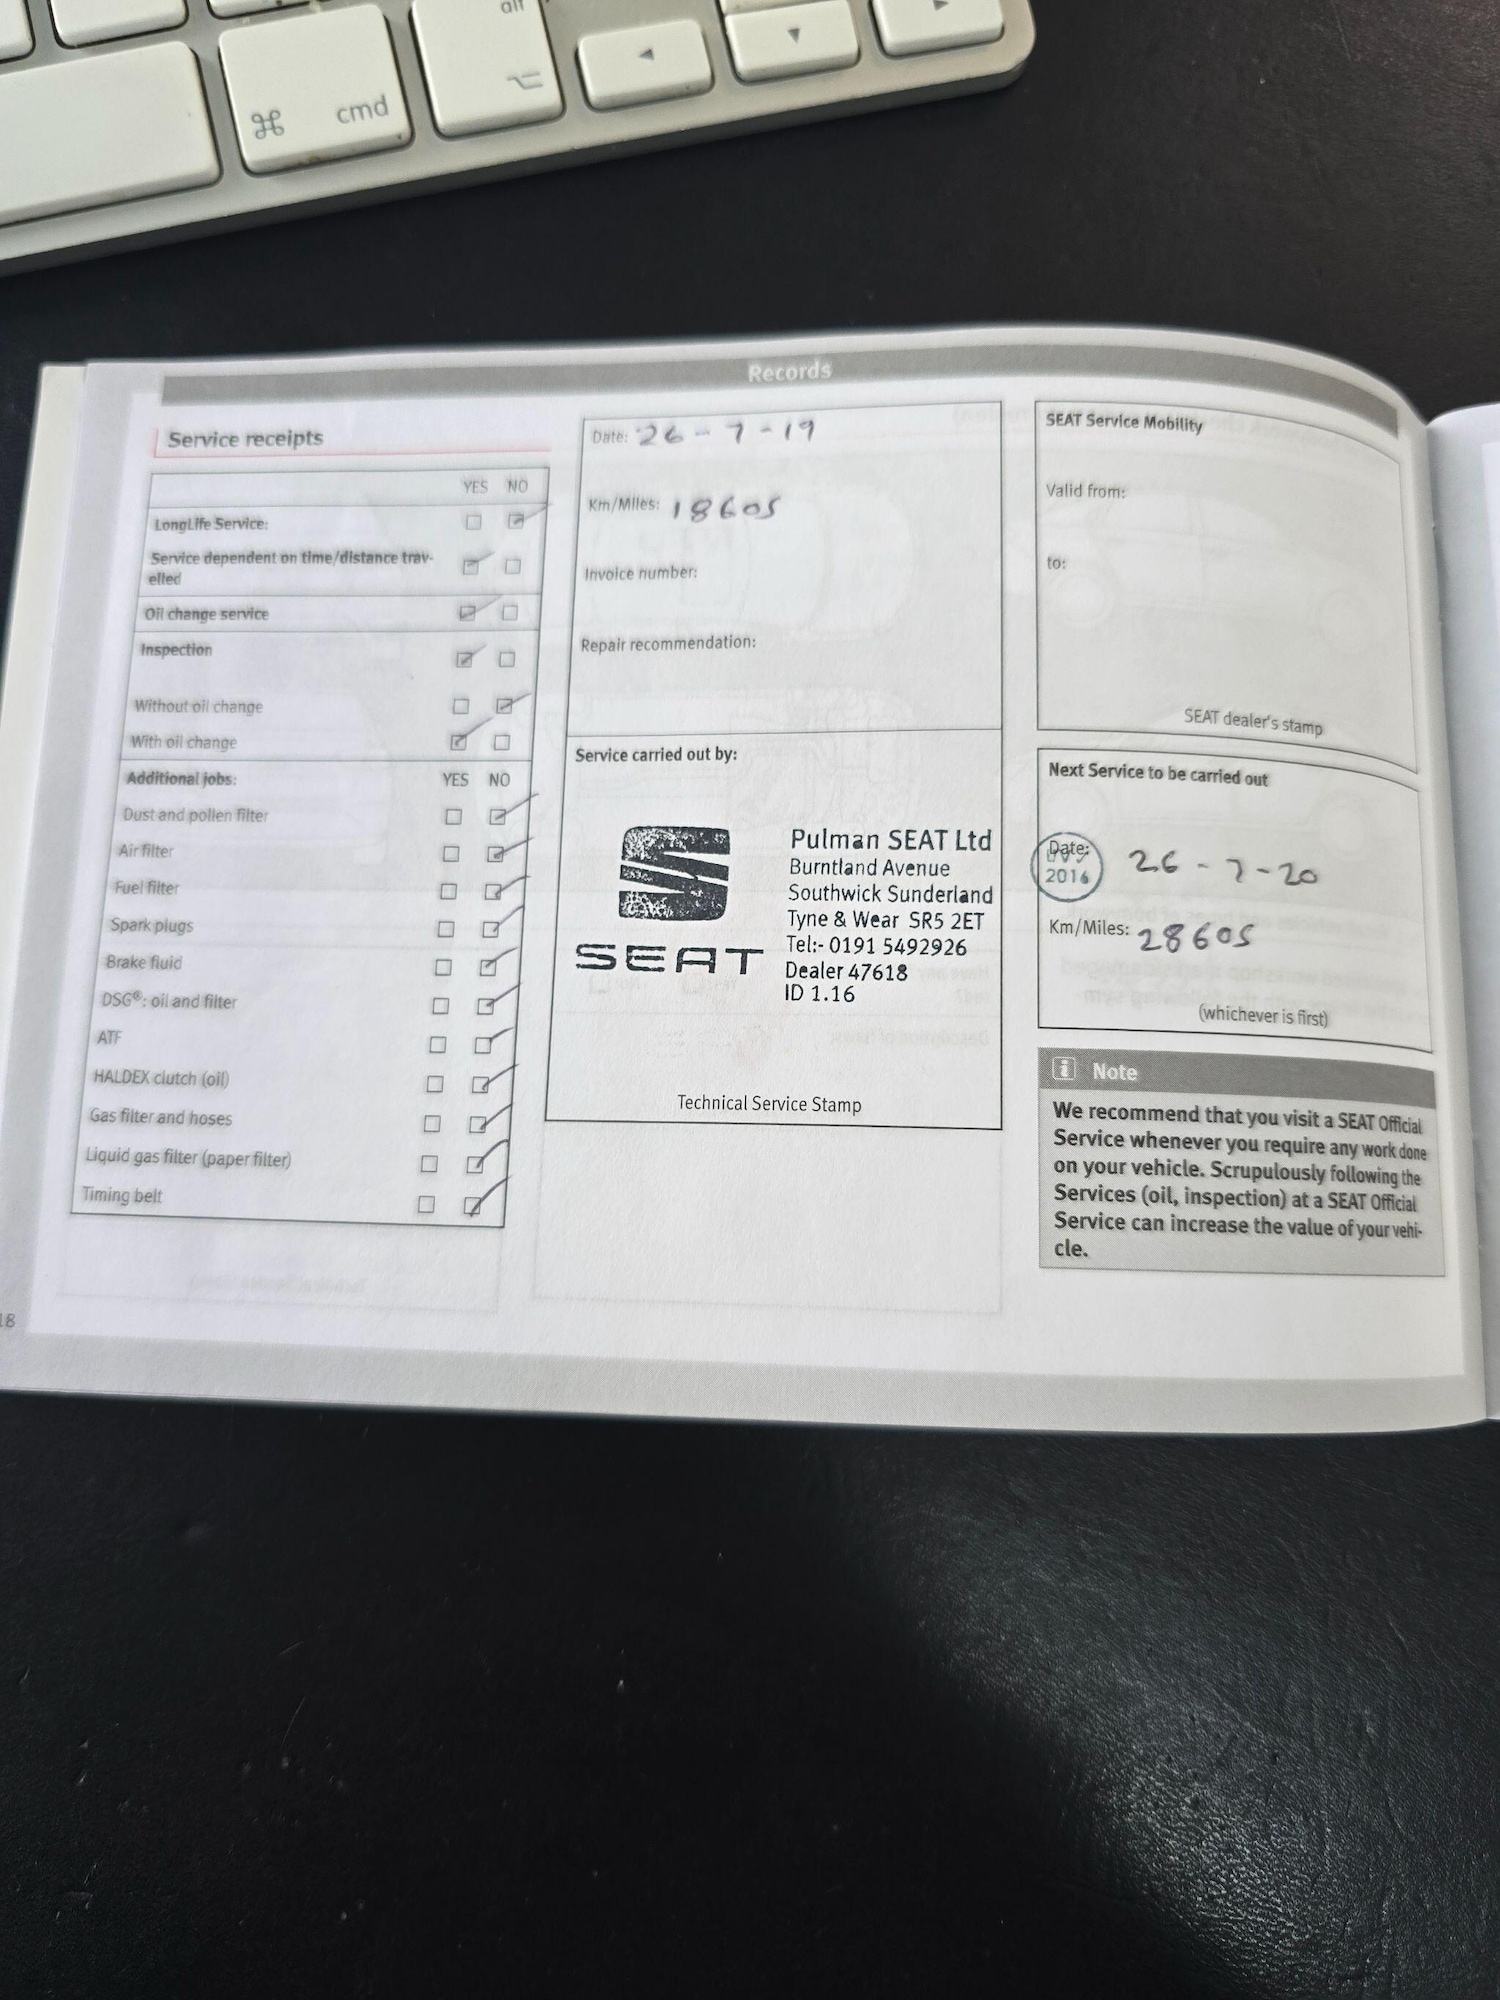 alt
⌘ cmd
⌥
◄
▼
►
Records
Service receipts
YES NO
LongLife Service:
Service dependent on time/distance trav-
elled
Oil change service
Inspection
Without oil change
With oil change
Additional jobs: YES NO
Dust and pollen filter
Air filter
Fuel filter
Spark plugs
Brake fluid
DSG®: oil and filter
ATF
HALDEX clutch (oil)
Gas filter and hoses
Liquid gas filter (paper filter)
Timing belt
18
Date: 26 - 7 - 19
Km/Miles: 18605
Invoice number:
Repair recommendation:
Service carried out by:
SEAT
Pulman SEAT Ltd
Burntland Avenue
Southwick Sunderland
Tyne & Wear SR5 2ET
Tel:- 0191 5492926
Dealer 47618
ID 1.16
Technical Service Stamp
SEAT Service Mobility
Valid from:
to:
SEAT dealer's stamp
Next Service to be carried out
Date: 26 - 7 - 20
2016
Km/Miles: 28605
(whichever is first)
i Note
We recommend that you visit a SEAT Official
Service whenever you require any work done
on your vehicle. Scrupulously following the
Services (oil, inspection) at a SEAT Official
Service can increase the value of your vehi-
cle.